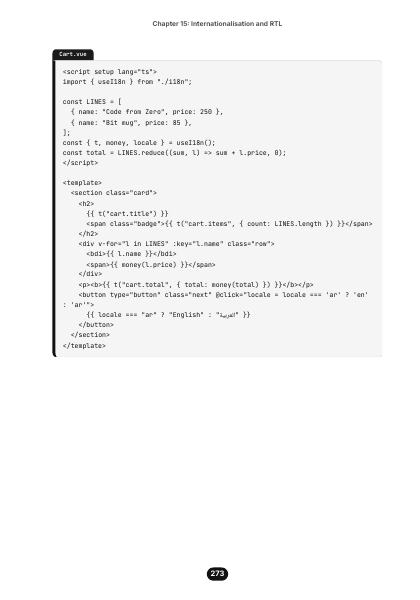 Chapter 15: Internationalisation and RTL
Cart.vue
<script setup lang="ts">
import { useI18n } from "./i18n";

const LINES = [
  { name: "Code from Zero", price: 250 },
  { name: "Bit mug", price: 85 },
];
const { t, money, locale } = useI18n();
const total = LINES.reduce((sum, l) => sum + l.price, 0);
</script>

<template>
  <section class="card">
    <h2>
      {{ t("cart.title") }}
      <span class="badge">{{ t("cart.items", { count: LINES.length }) }}</span>
    </h2>
    <div v-for="l in LINES" :key="l.name" class="row">
      <bdi>{{ l.name }}</bdi>
      <span>{{ money(l.price) }}</span>
    </div>
    <p><b>{{ t("cart.total", { total: money(total) }) }}</b></p>
    <button type="button" class="next" @click="locale = locale === 'ar' ? 'en'
: 'ar'">
      {{ locale === "ar" ? "English" : "العربية" }}
    </button>
  </section>
</template>
273